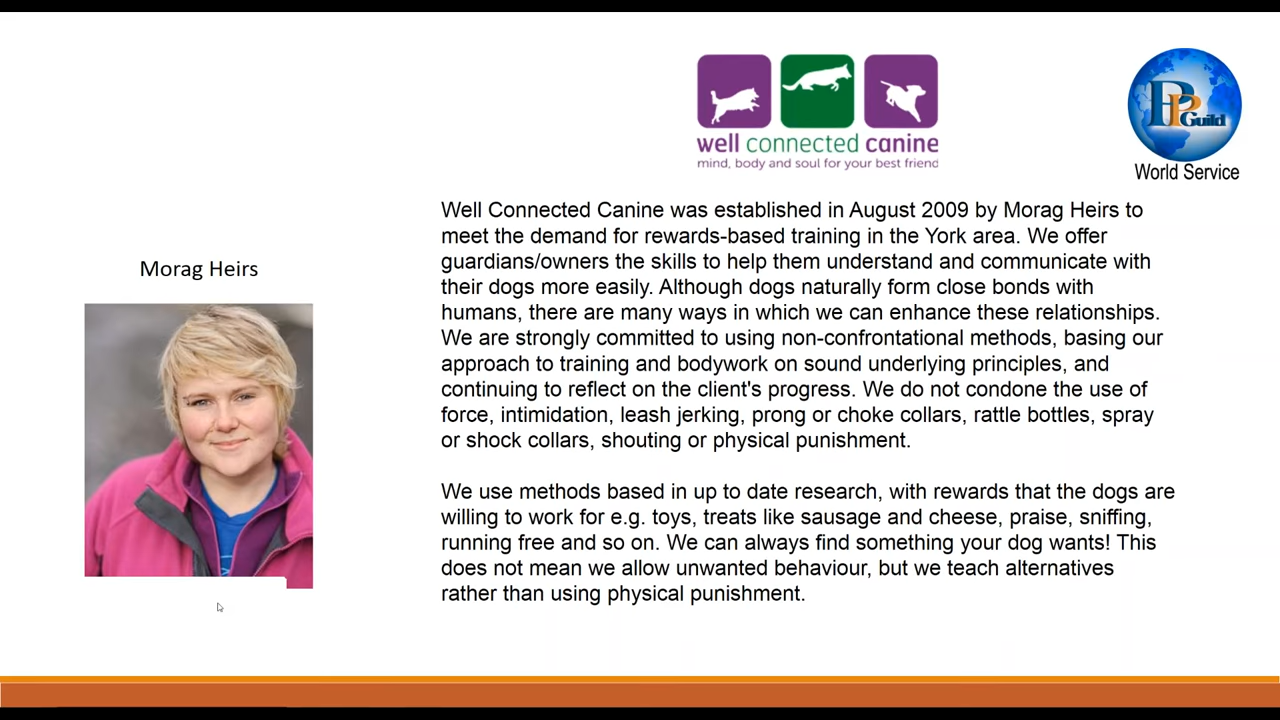 well connected canine
mind, body and soul for your best friend
PPGuild
World Service
Morag Heirs
Well Connected Canine was established in August 2009 by Morag Heirs to
meet the demand for rewards-based training in the York area. We offer
guardians/owners the skills to help them understand and communicate with
their dogs more easily. Although dogs naturally form close bonds with
humans, there are many ways in which we can enhance these relationships.
We are strongly committed to using non-confrontational methods, basing our
approach to training and bodywork on sound underlying principles, and
continuing to reflect on the client's progress. We do not condone the use of
force, intimidation, leash jerking, prong or choke collars, rattle bottles, spray
or shock collars, shouting or physical punishment.
We use methods based in up to date research, with rewards that the dogs are
willing to work for e.g. toys, treats like sausage and cheese, praise, sniffing,
running free and so on. We can always find something your dog wants! This
does not mean we allow unwanted behaviour, but we teach alternatives
rather than using physical punishment.